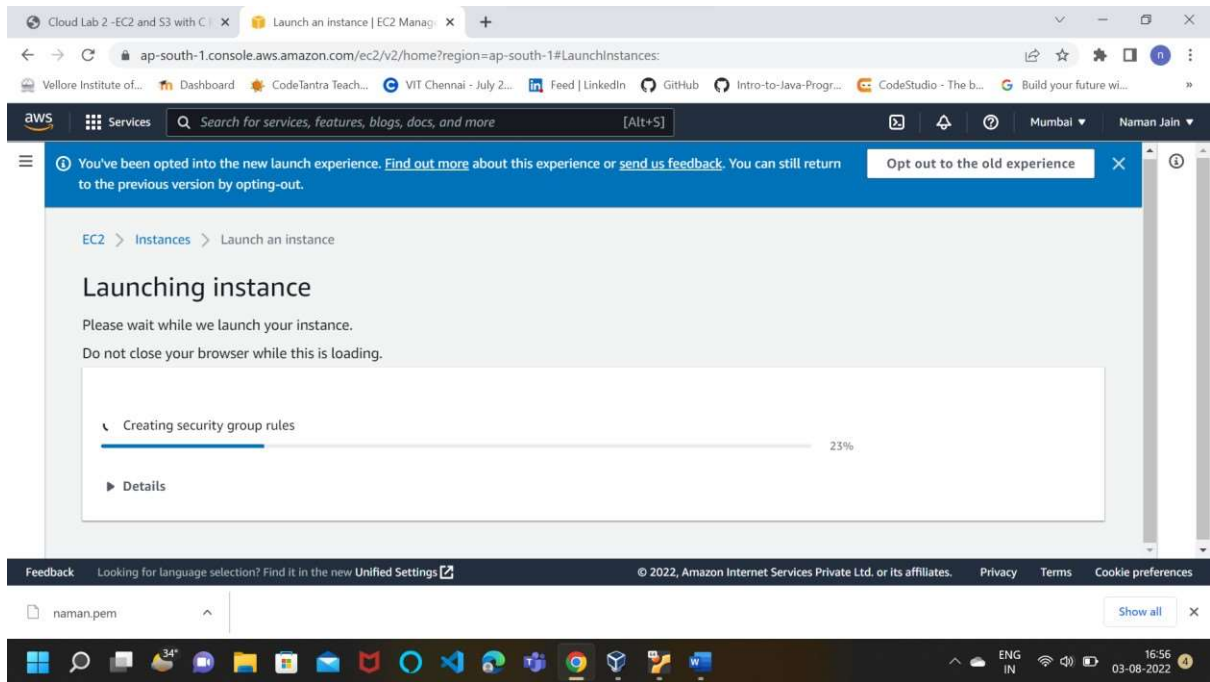 Cloud Lab 2 -EC2 and S3 with C
Launch an instance | EC2 Manag
ap-south-1.console.aws.amazon.com/ec2/v2/home?region=ap-south-1#LaunchInstances:
n
Vellore Institute of... Dashboard CodeTantra Teach... VIT Chennai - July 2... Feed | LinkedIn GitHub Intro-to-Java-Progr... CodeStudio - The b... Build your future wi... »
aws Services Search for services, features, blogs, docs, and more [Alt+S] Mumbai Naman Jain
You've been opted into the new launch experience. Find out more about this experience or send us feedback. You can still return
to the previous version by opting-out.
Opt out to the old experience
EC2 > Instances > Launch an instance
Launching instance
Please wait while we launch your instance.
Do not close your browser while this is loading.
Creating security group rules
23%
Details
Feedback Looking for language selection? Find it in the new Unified Settings © 2022, Amazon Internet Services Private Ltd. or its affiliates. Privacy Terms Cookie preferences
naman.pem Show all
34°
ENG
IN
16:56
03-08-2022
4